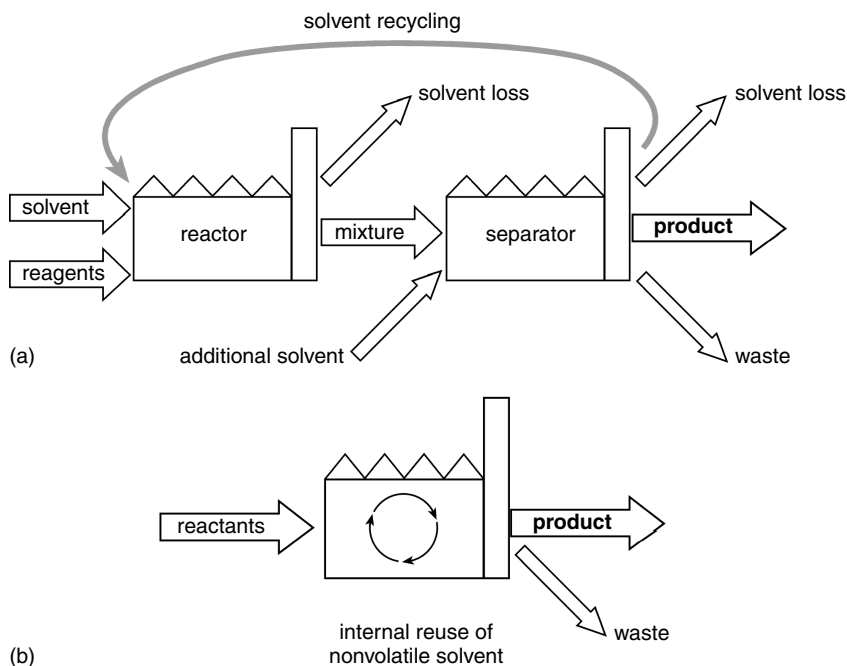 solvent recycling
solvent loss
solvent loss
solvent
reactor
mixture
separator
product
reagents
additional solvent
waste
(a)
reactants
product
internal reuse of
nonvolatile solvent
waste
(b)